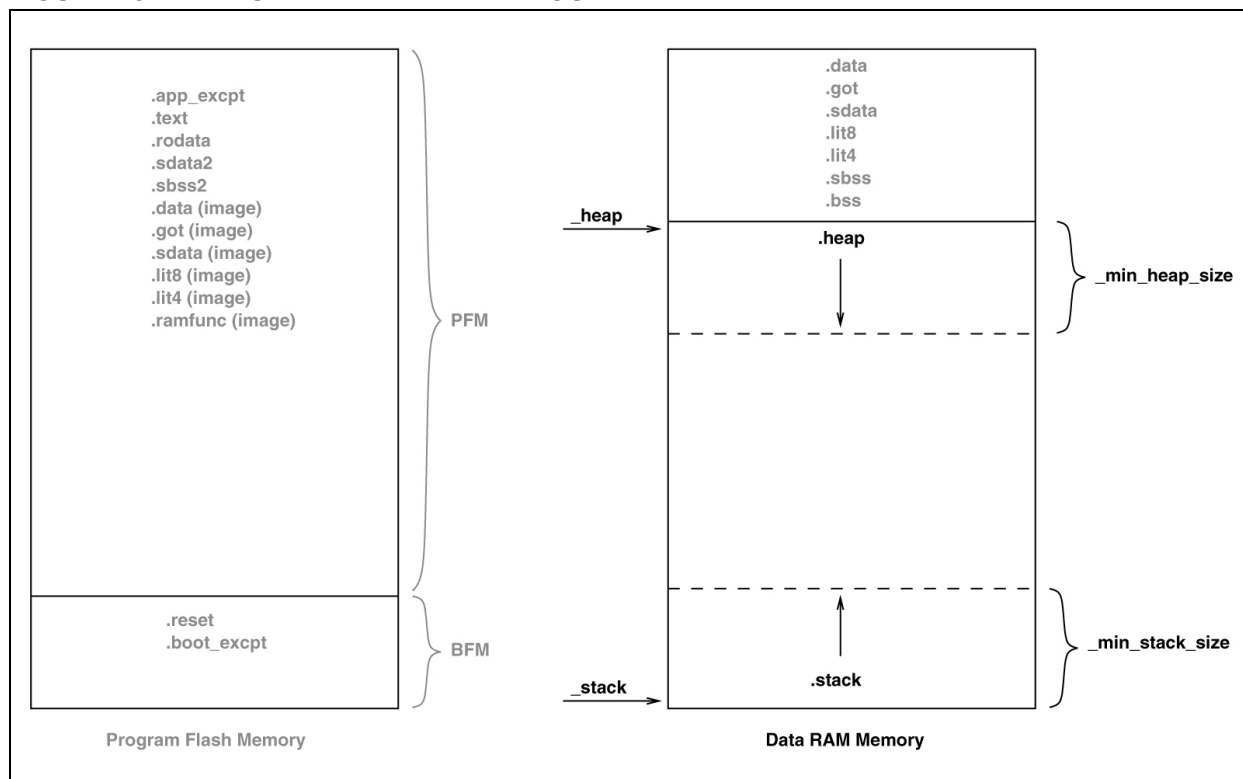 .app_excpt
.text
.rodata
.sdata2
.sbss2
.data (image)
.got (image)
.sdata (image)
.lit8 (image)
.lit4 (image)
.ramfunc (image)
PFM
.reset
.boot_excpt
BFM
Program Flash Memory
.data
.got
.sdata
.lit8
.lit4
.sbss
.bss
_heap
.heap
_min_heap_size
_min_stack_size
.stack
_stack
Data RAM Memory